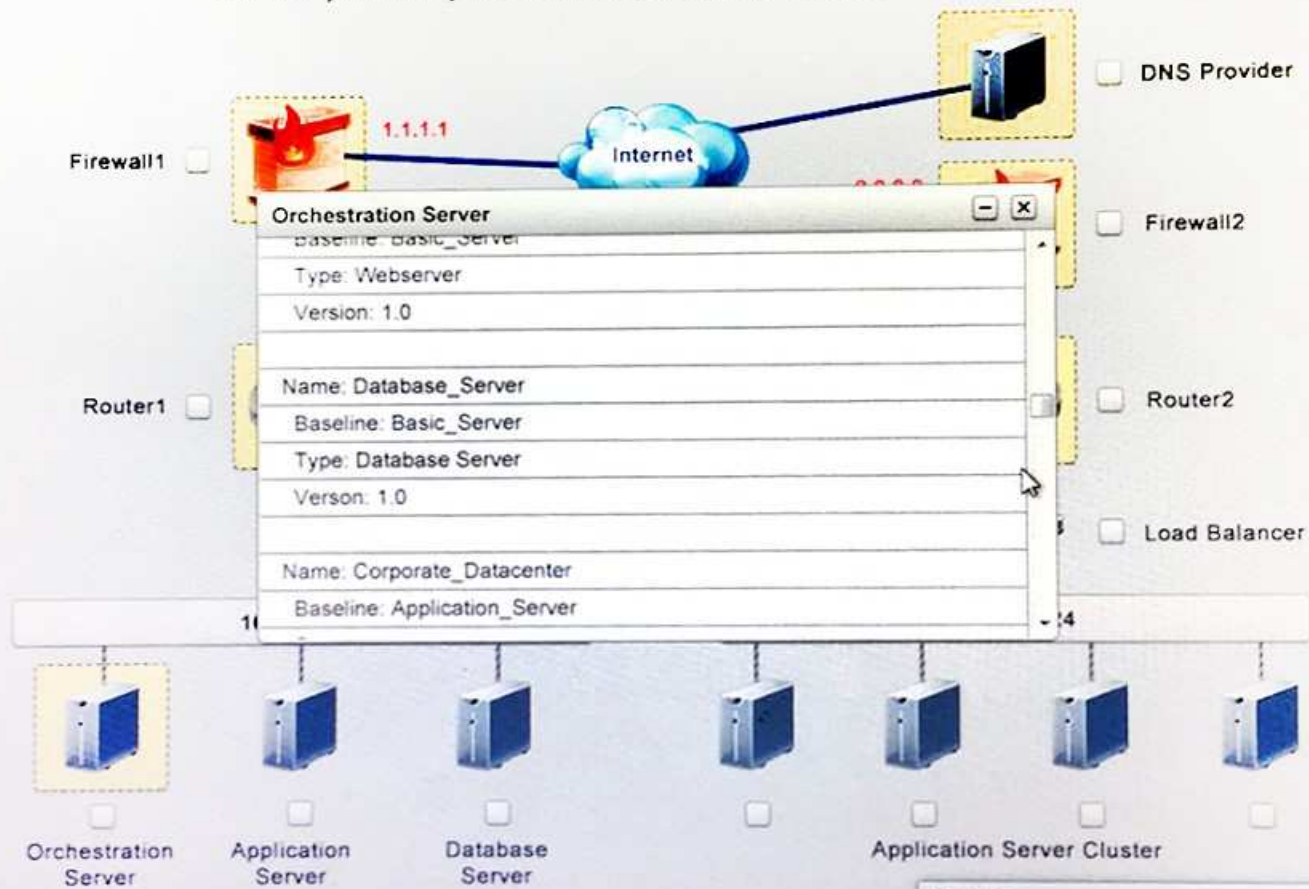 DNS Provider
1.1.1.1
Internet
Firewall1
Orchestration Server
Firewall2
Baseline: Basic_Server
Type: Webserver
Version: 1.0
Name: Database_Server
Router1
Router2
Baseline: Basic_Server
Type: Database Server
Verson: 1.0
Load Balancer
Name: Corporate_Datacenter
Baseline: Application_Server
Orchestration
Server
Application
Server
Database
Server
Application Server Cluster